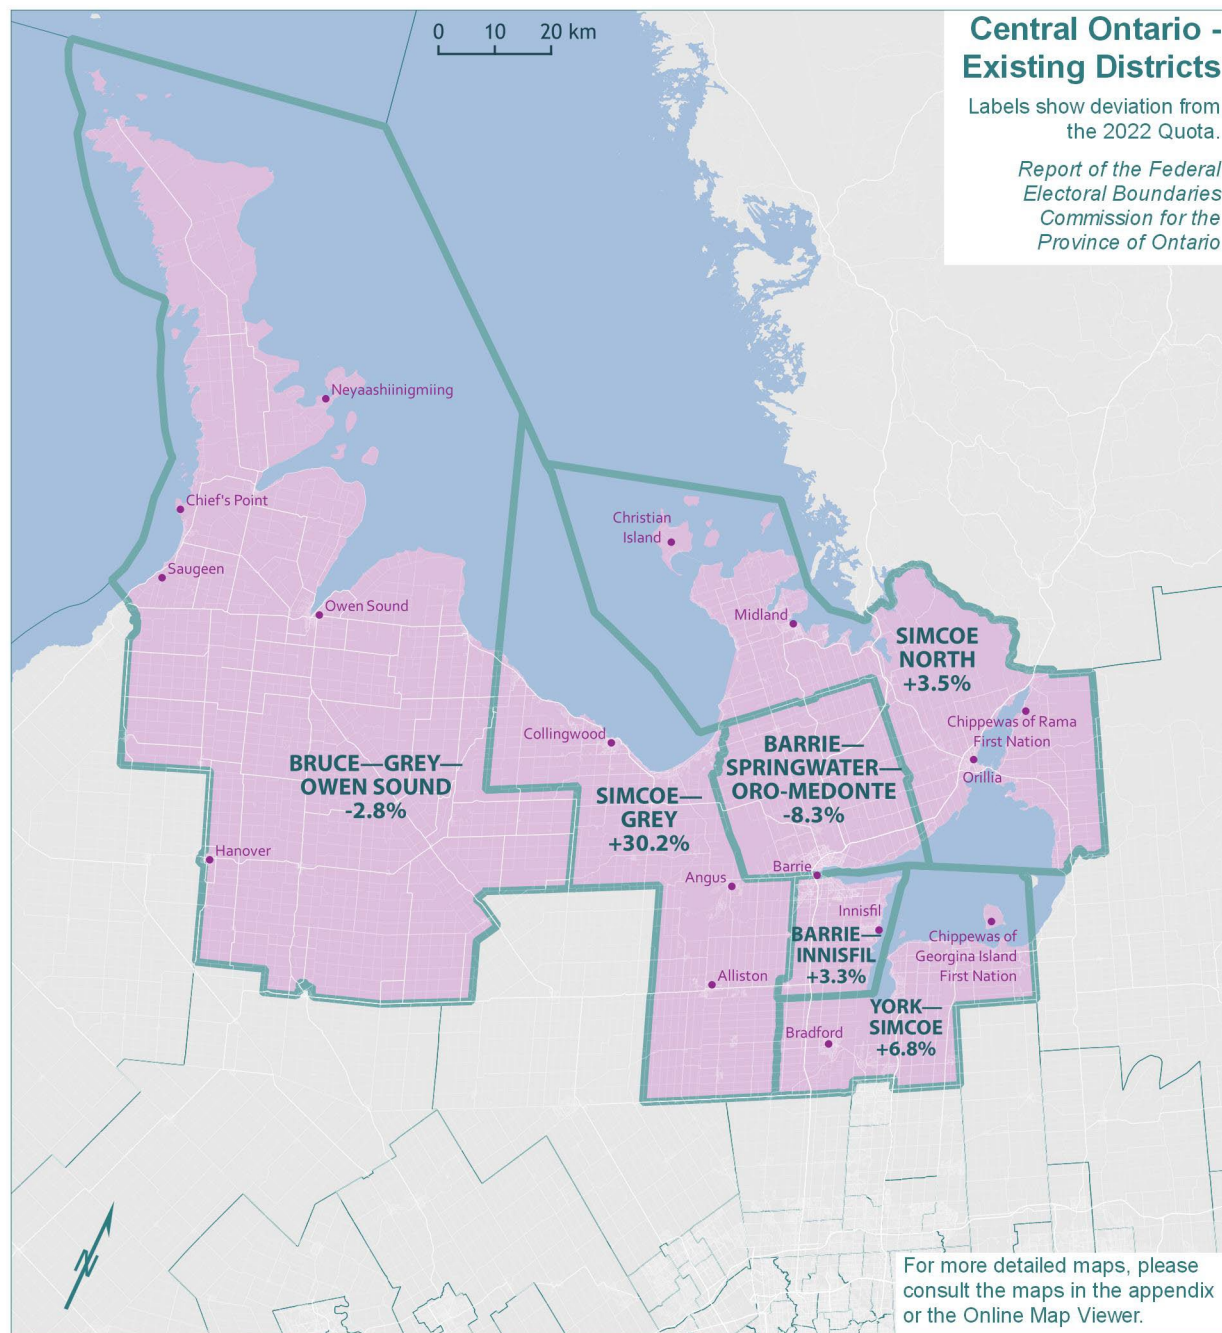 0 10 20 km
Central Ontario -
Existing Districts
Labels show deviation from
the 2022 Quota.
Report of the Federal
Electoral Boundaries
Commission for the
Province of Ontario
Neyaashiinigmiing
Chief's Point
Christian
Island
Saugeen
Owen Sound
Midland
SIMCOE
NORTH
+3.5%
Chippewas of Rama
First Nation
Collingwood
Orillia
BRUCE—GREY—
OWEN SOUND
-2.8%
BARRIE—
SPRINGWATER—
ORO-MEDONTE
-8.3%
SIMCOE—
GREY
+30.2%
Hanover
Angus
Barrie
Innisfil
BARRIE—
INNISFIL
+3.3%
Chippewas of
Georgina Island
First Nation
Alliston
YORK—
SIMCOE
+6.8%
Bradford
N
For more detailed maps, please
consult the maps in the appendix
or the Online Map Viewer.